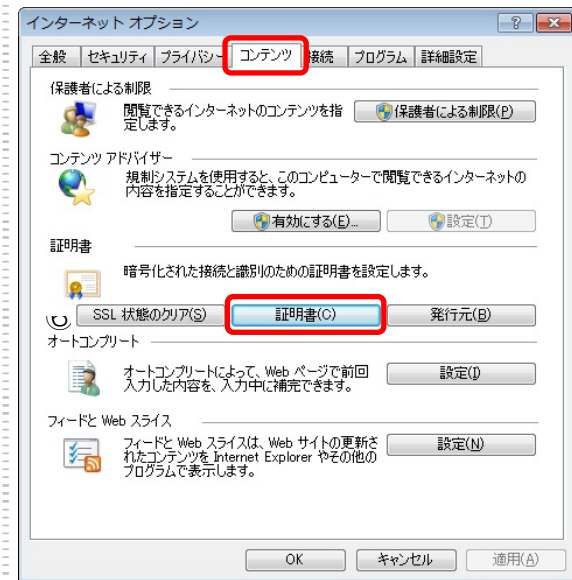 インターネット オプション
全般 セキュリティ プライバシー コンテンツ 接続 プログラム 詳細設定
保護者による制限
閲覧できるインターネットのコンテンツを指
定します。
保護者による制限(P)
コンテンツ アドバイザー
規制システムを使用すると、このコンピューターで閲覧できるインターネットの
内容を指定することができます。
有効にする(E)... 設定(T)
証明書
暗号化された接続と識別のための証明書を設定します。
SSL 状態のクリア(S) 証明書(C) 発行元(B)
オートコンプリート
オートコンプリートによって、Web ページで前回
入力した内容を、入力中に補完できます。
設定(I)
フィードと Web スライス
フィードと Web スライスは、Web サイトの更新さ
れたコンテンツを Internet Explorer やその他の
プログラムで表示します。
設定(N)
OK キャンセル 適用(A)